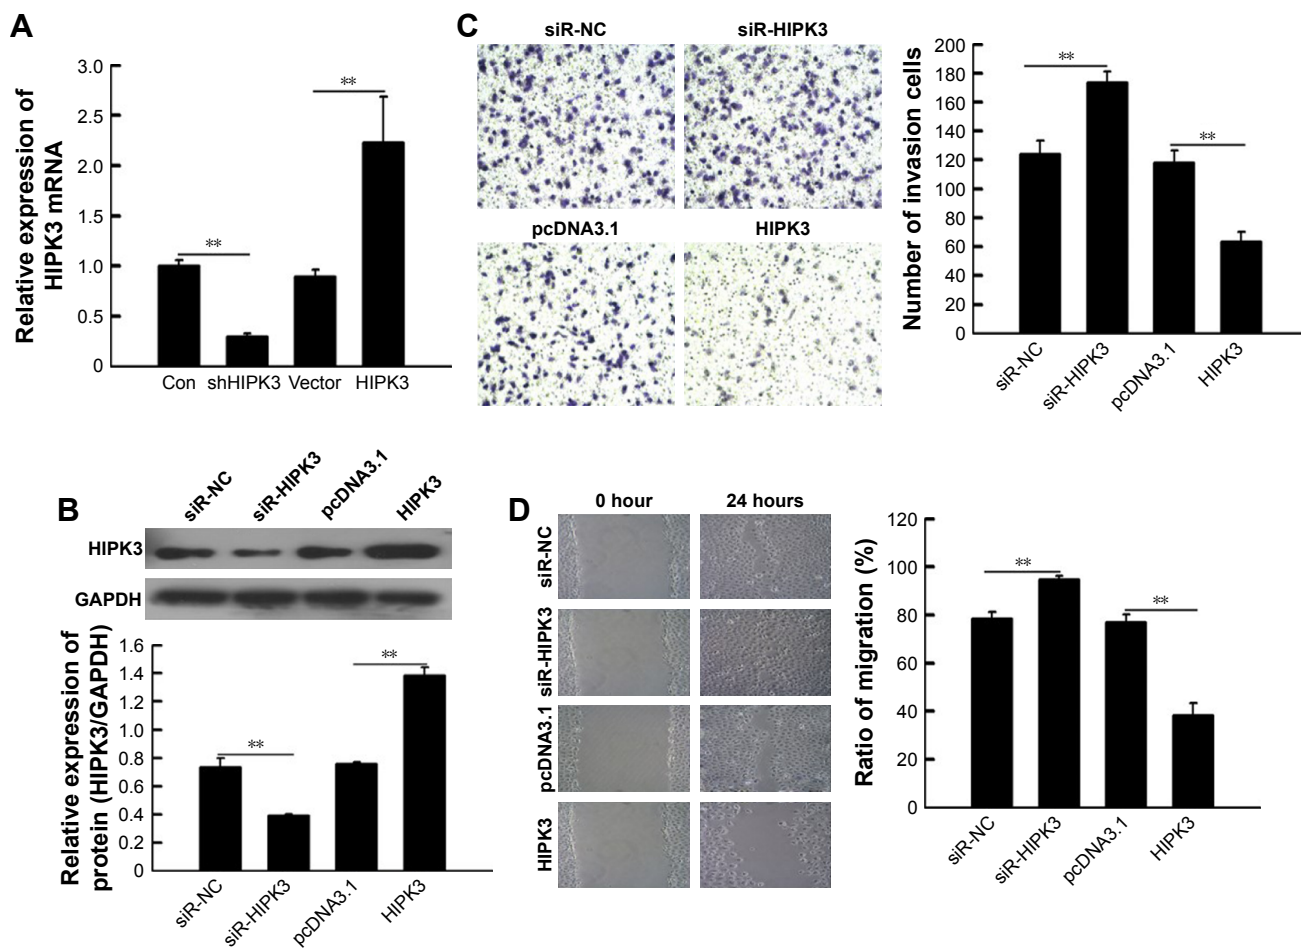 A
Relative expression of
HIPK3 mRNA
3.0
2.5
2.0
1.5
1.0
0.5
0
**
**
Con shHIPK3 Vector HIPK3
C
siR-NC siR-HIPK3
pcDNA3.1 HIPK3
Number of invasion cells
200
180
160
140
120
100
80
60
40
20
0
**
**
siR-NC
siR-HIPK3
pcDNA3.1
HIPK3
B
siR-NC
siR-HIPK3
pcDNA3.1
HIPK3
HIPK3
GAPDH
Relative expression of
protein (HIPK3/GAPDH)
1.6
1.4
1.2
1.0
0.8
0.6
0.4
0.2
0
**
**
siR-NC
siR-HIPK3
pcDNA3.1
HIPK3
D
0 hour 24 hours
siR-NC
siR-HIPK3
pcDNA3.1
HIPK3
Ratio of migration (%)
120
100
80
60
40
20
0
**
**
siR-NC
siR-HIPK3
pcDNA3.1
HIPK3